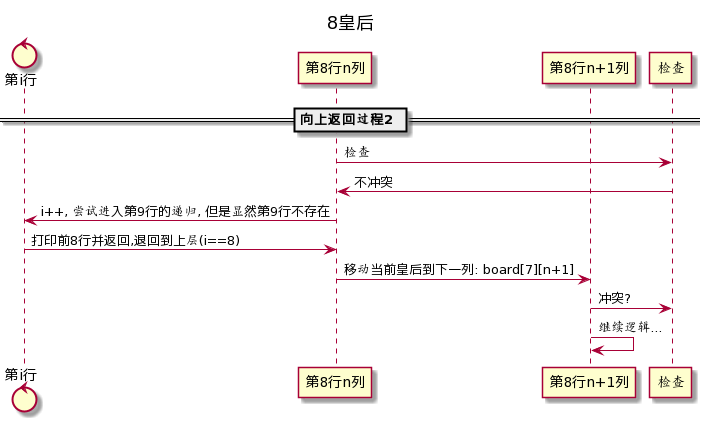 8皇后
第i行
第8行n列
第8行n+1列
检查
向上返回过程2
检查
不冲突
i++, 尝试进入第9行的递归, 但是显然第9行不存在
打印前8行并返回,退回到上层(i==8)
移动当前皇后到下一列: board[7][n+1]
冲突?
继续逻辑...
第i行
第8行n列
第8行n+1列
检查